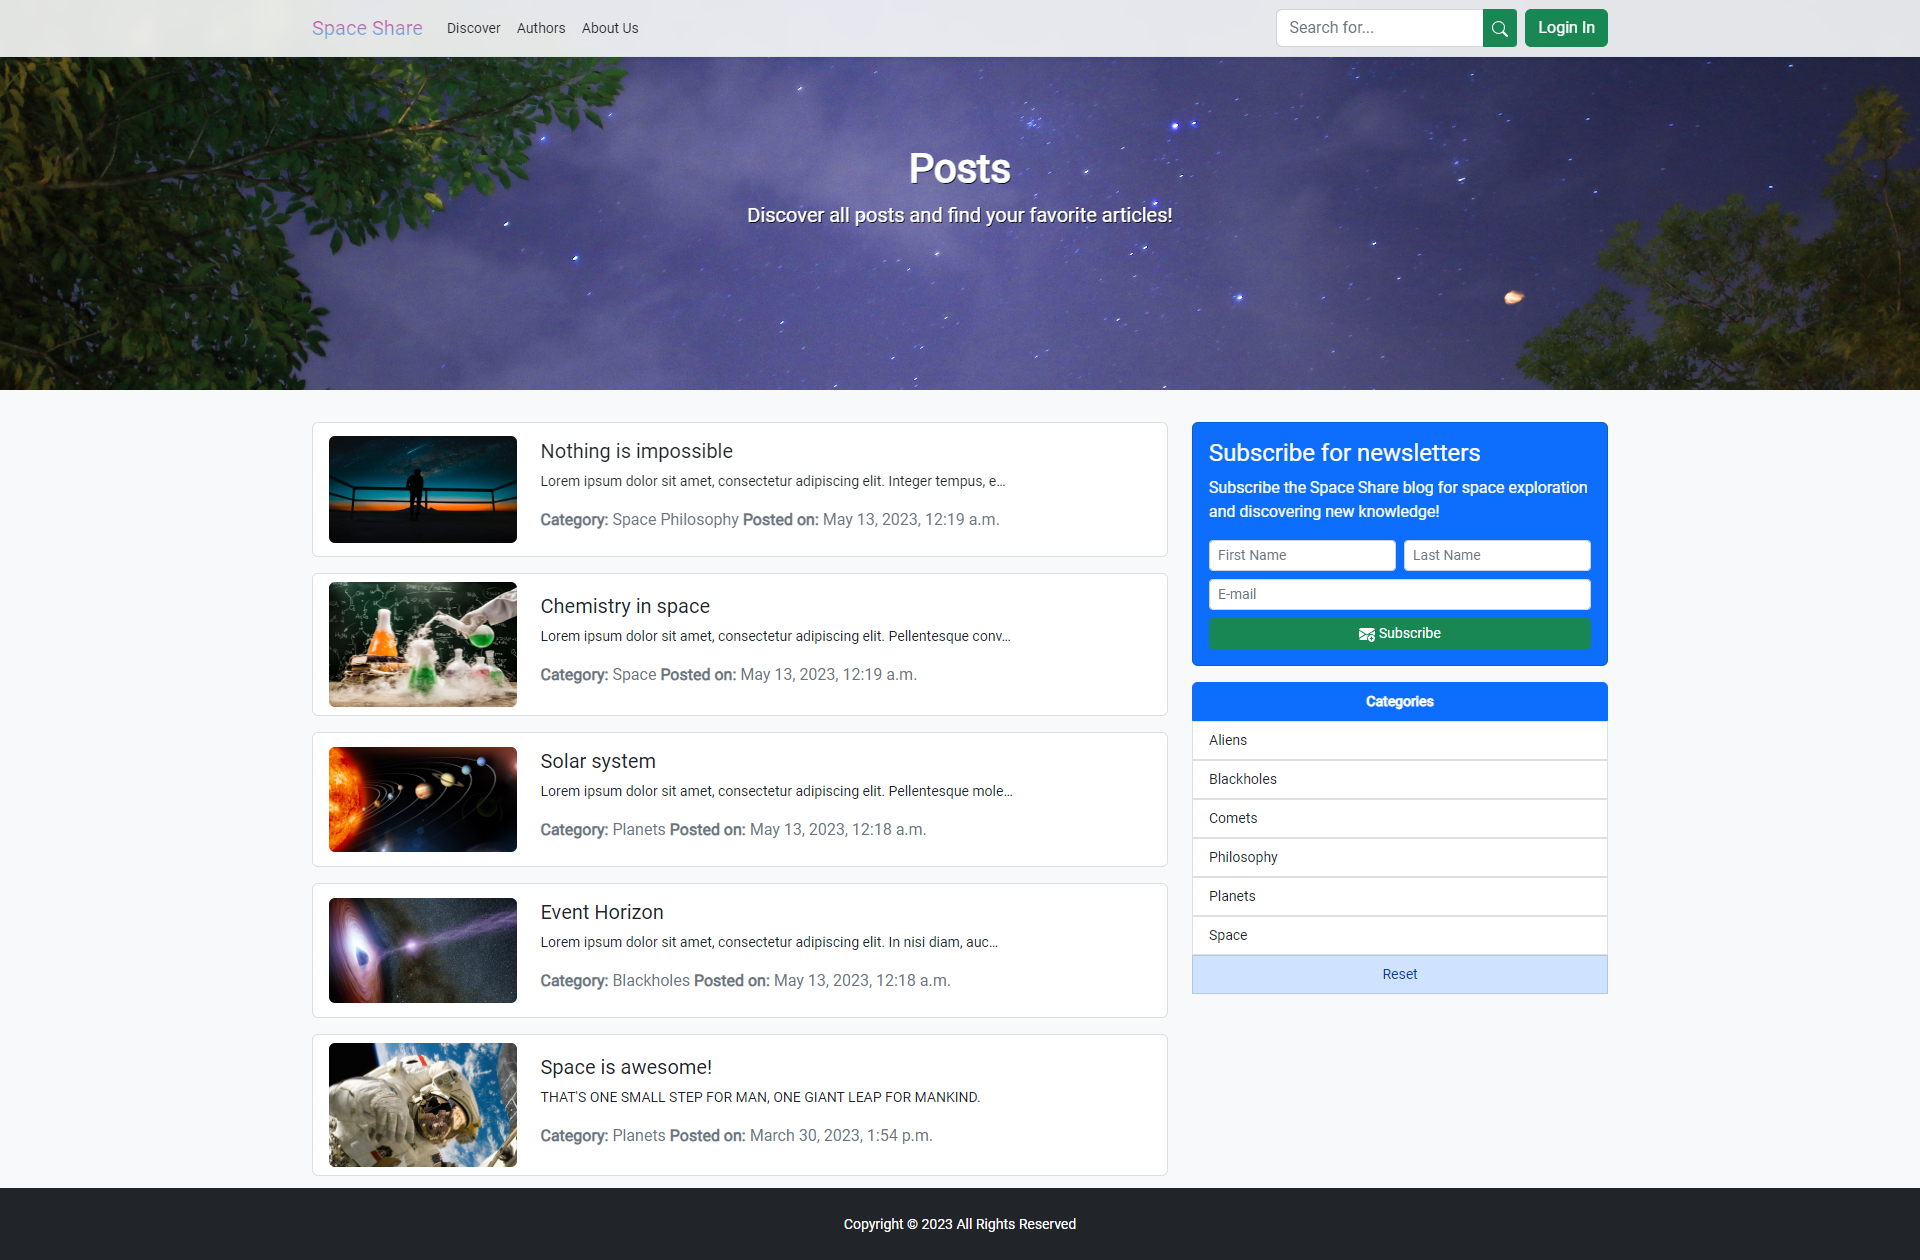 Space Share
Discover
Authors
About Us
Search for...
Login In
Posts
Discover all posts and find your favorite articles!
Nothing is impossible
Lorem ipsum dolor sit amet, consectetur adipiscing elit. Integer tempus, e...
Category: Space Philosophy Posted on: May 13, 2023, 12:19 a.m.
Chemistry in space
Lorem ipsum dolor sit amet, consectetur adipiscing elit. Pellentesque conv...
Category: Space Posted on: May 13, 2023, 12:19 a.m.
Solar system
Lorem ipsum dolor sit amet, consectetur adipiscing elit. Pellentesque mole...
Category: Planets Posted on: May 13, 2023, 12:18 a.m.
Event Horizon
Lorem ipsum dolor sit amet, consectetur adipiscing elit. In nisi diam, auc...
Category: Blackholes Posted on: May 13, 2023, 12:18 a.m.
Space is awesome!
THAT'S ONE SMALL STEP FOR MAN, ONE GIANT LEAP FOR MANKIND.
Category: Planets Posted on: March 30, 2023, 1:54 p.m.
Subscribe for newsletters
Subscribe the Space Share blog for space exploration
and discovering new knowledge!
First Name
Last Name
E-mail
Subscribe
Categories
Aliens
Blackholes
Comets
Philosophy
Planets
Space
Reset
Copyright © 2023 All Rights Reserved